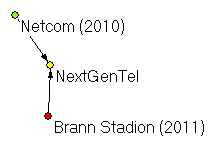 Netcom (2010)
NextGenTel
Brann Stadion (2011)